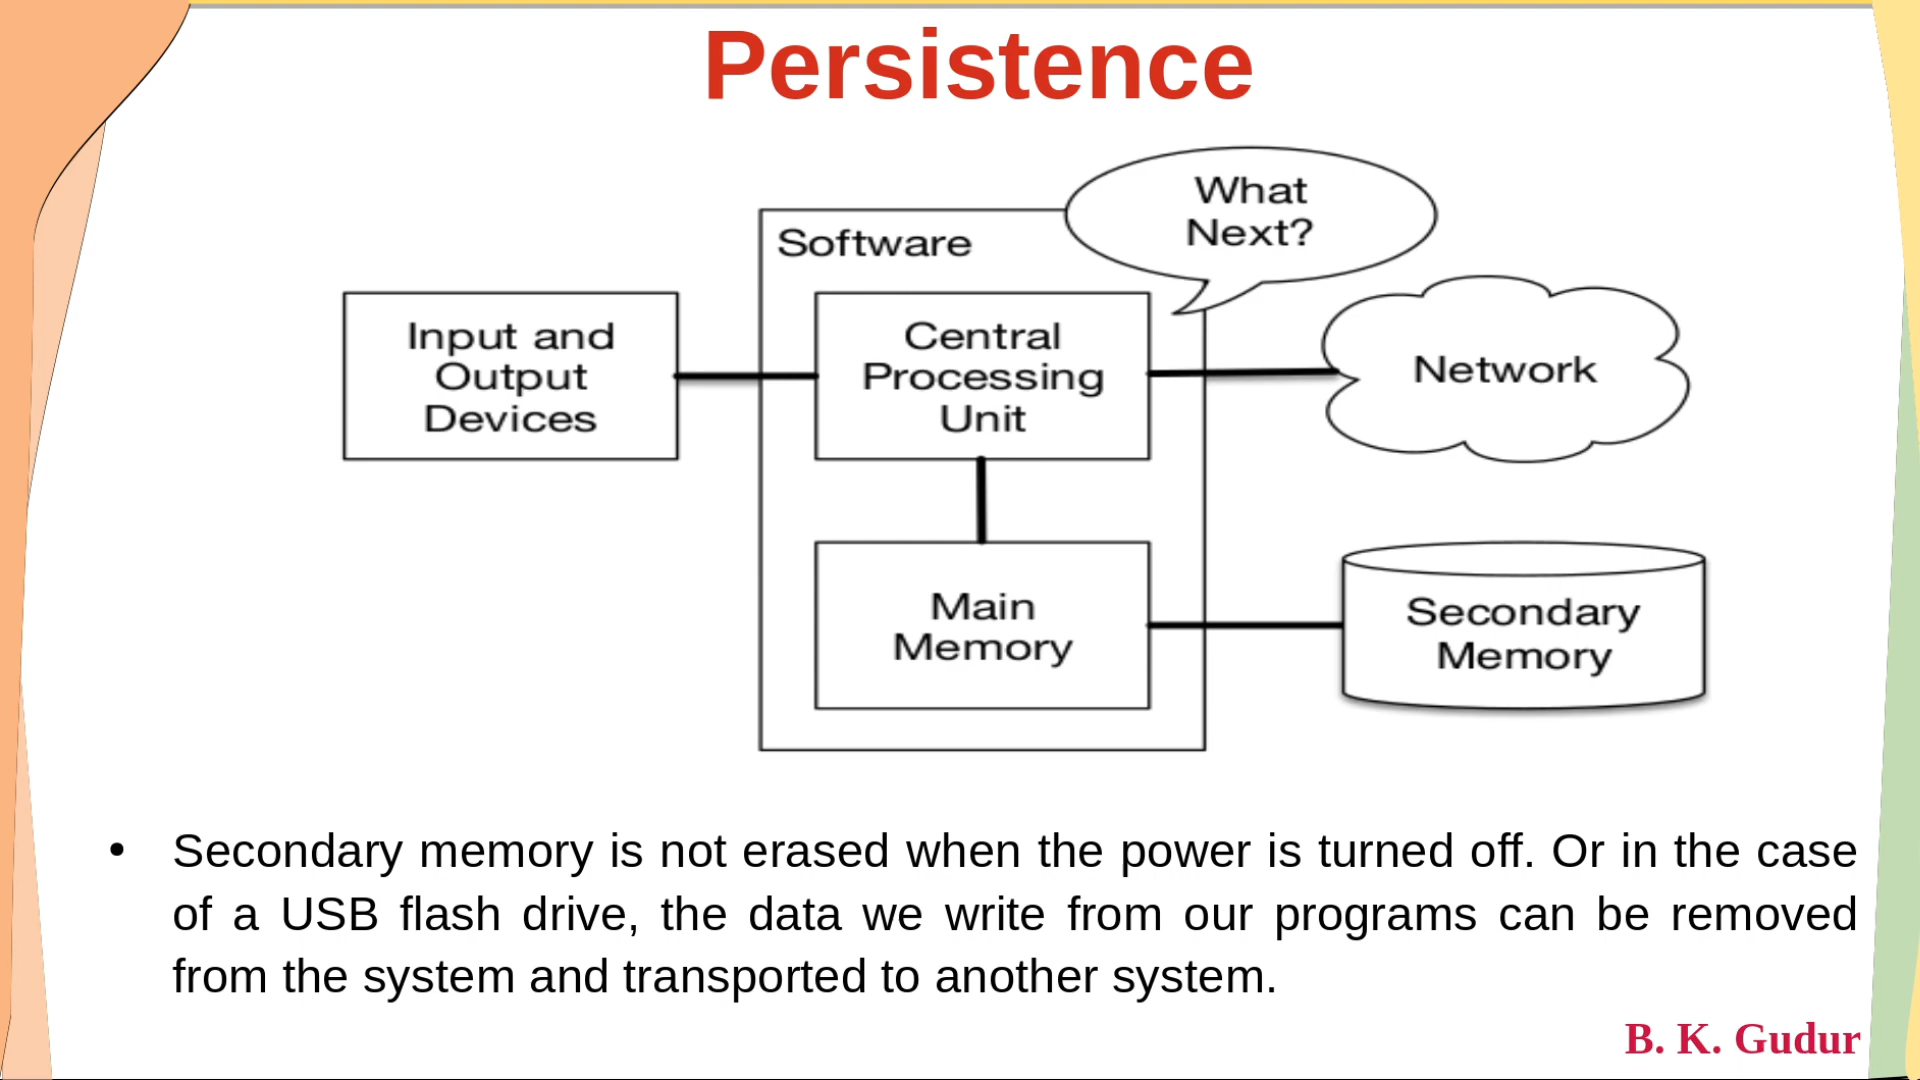 Persistence
What
Next?
Software
Input and
Output
Devices
Central
Processing
Unit
Network
Main
Memory
Secondary
Memory
• Secondary memory is not erased when the power is turned off. Or in the case
of a USB flash drive, the data we write from our programs can be removed
from the system and transported to another system.
B. K. Gudur